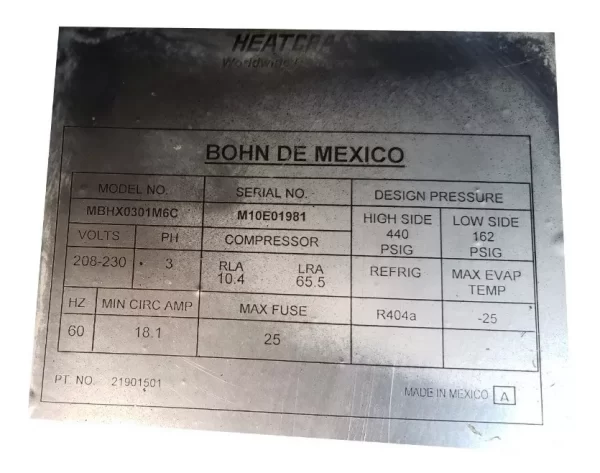 HEATCRA
Worldwide
BOHN DE MEXICO
MODEL NO.
MBHX0301M6C
SERIAL NO.
M10E01981
DESIGN PRESSURE
HIGH SIDE
440
PSIG
LOW SIDE
162
PSIG
VOLTS
208-230
PH
3
COMPRESSOR
RLA
10.4
LRA
65.5
REFRIG
R404a
MAX EVAP
TEMP
-25
HZ
60
MIN CIRC AMP
18.1
MAX FUSE
25
PT. NO. 21901501
MADE IN MEXICO A